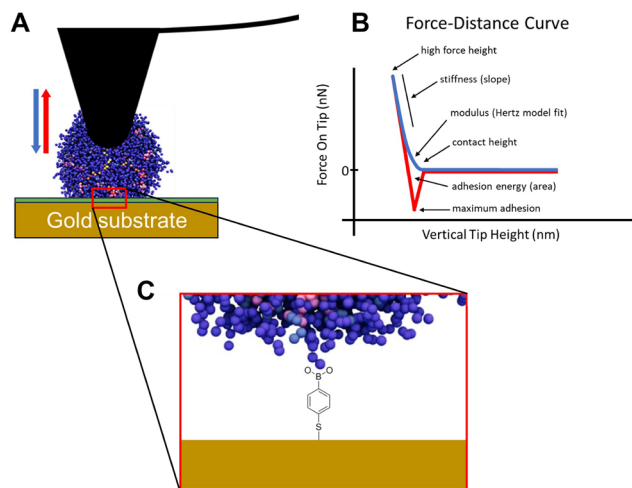 A
Gold substrate
B
Force-Distance Curve
high force height
stiffness (slope)
modulus (Hertz model fit)
contact height
0
adhesion energy (area)
maximum adhesion
Force On Tip (nN)
Vertical Tip Height (nm)
C
O
O
B
S